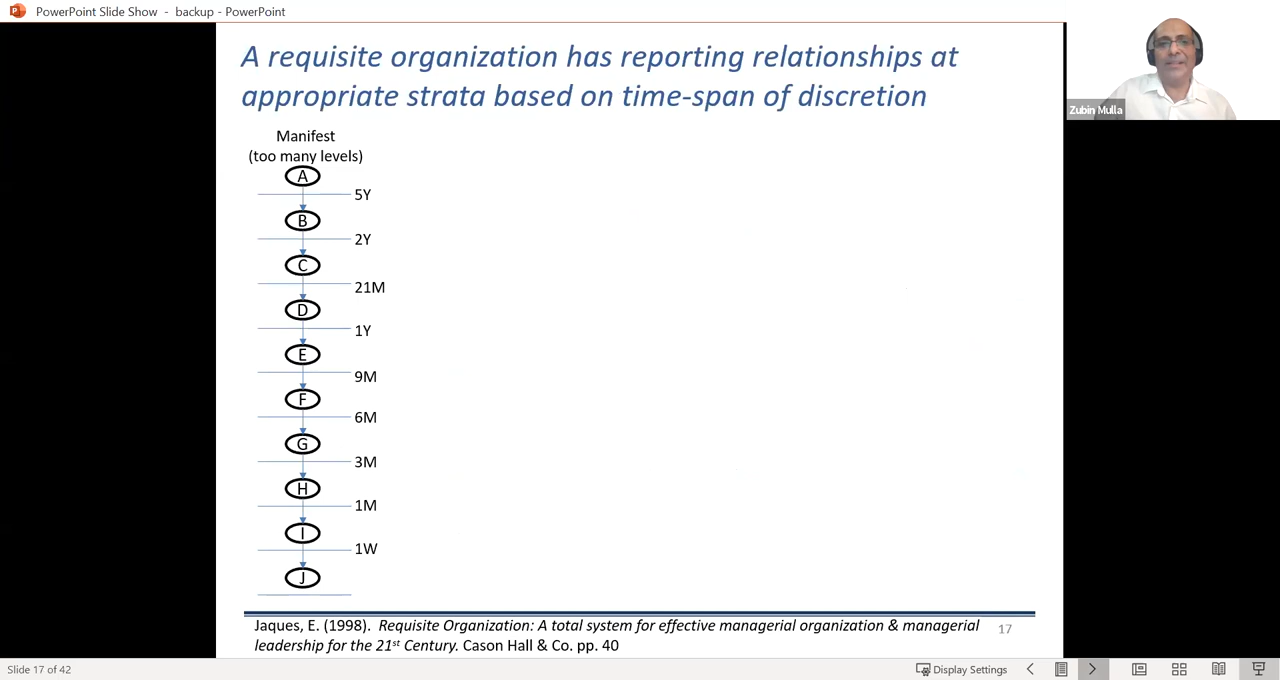 PowerPoint Slide Show - backup - PowerPoint
A requisite organization has reporting relationships at
appropriate strata based on time-span of discretion
Zubin Mulla
Manifest
(too many levels)
A
5Y
B
2Y
C
21M
D
1Y
E
9M
F
6M
G
3M
H
1M
I
1W
J
Jaques, E. (1998). Requisite Organization: A total system for effective managerial organization & managerial
leadership for the 21st Century. Cason Hall & Co. pp. 40
17
Slide 17 of 42
Display Settings